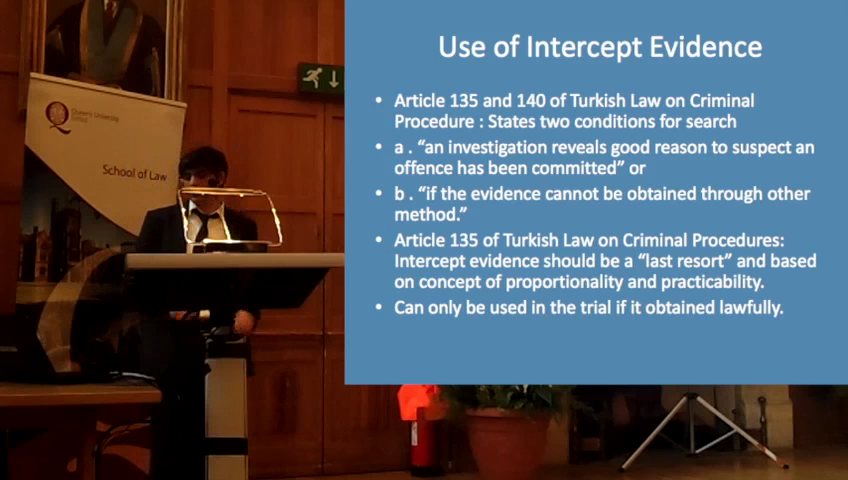 Use of Intercept Evidence
• Article 135 and 140 of Turkish Law on Criminal
Procedure : States two conditions for search
• a . “an investigation reveals good reason to suspect an
offence has been committed” or
• b . “if the evidence cannot be obtained through other
method.”
• Article 135 of Turkish Law on Criminal Procedures:
Intercept evidence should be a “last resort” and based
on concept of proportionality and practicability.
• Can only be used in the trial if it obtained lawfully.
Queen's University
Belfast
School of Law